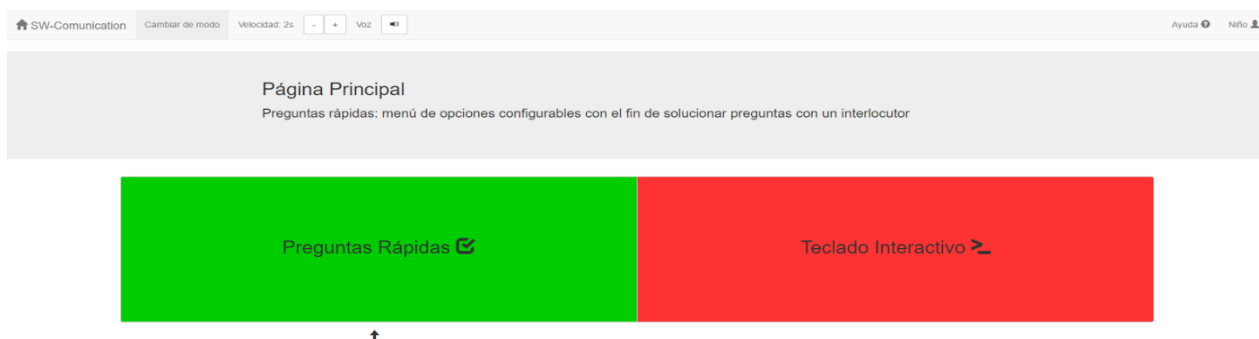 SW-Comunication Cambiar de modo Velocidad: 2s - + Voz Ayuda Niño
Página Principal
Preguntas rápidas: menú de opciones configurables con el fin de solucionar preguntas con un interlocutor
Preguntas Rápidas Teclado Interactivo